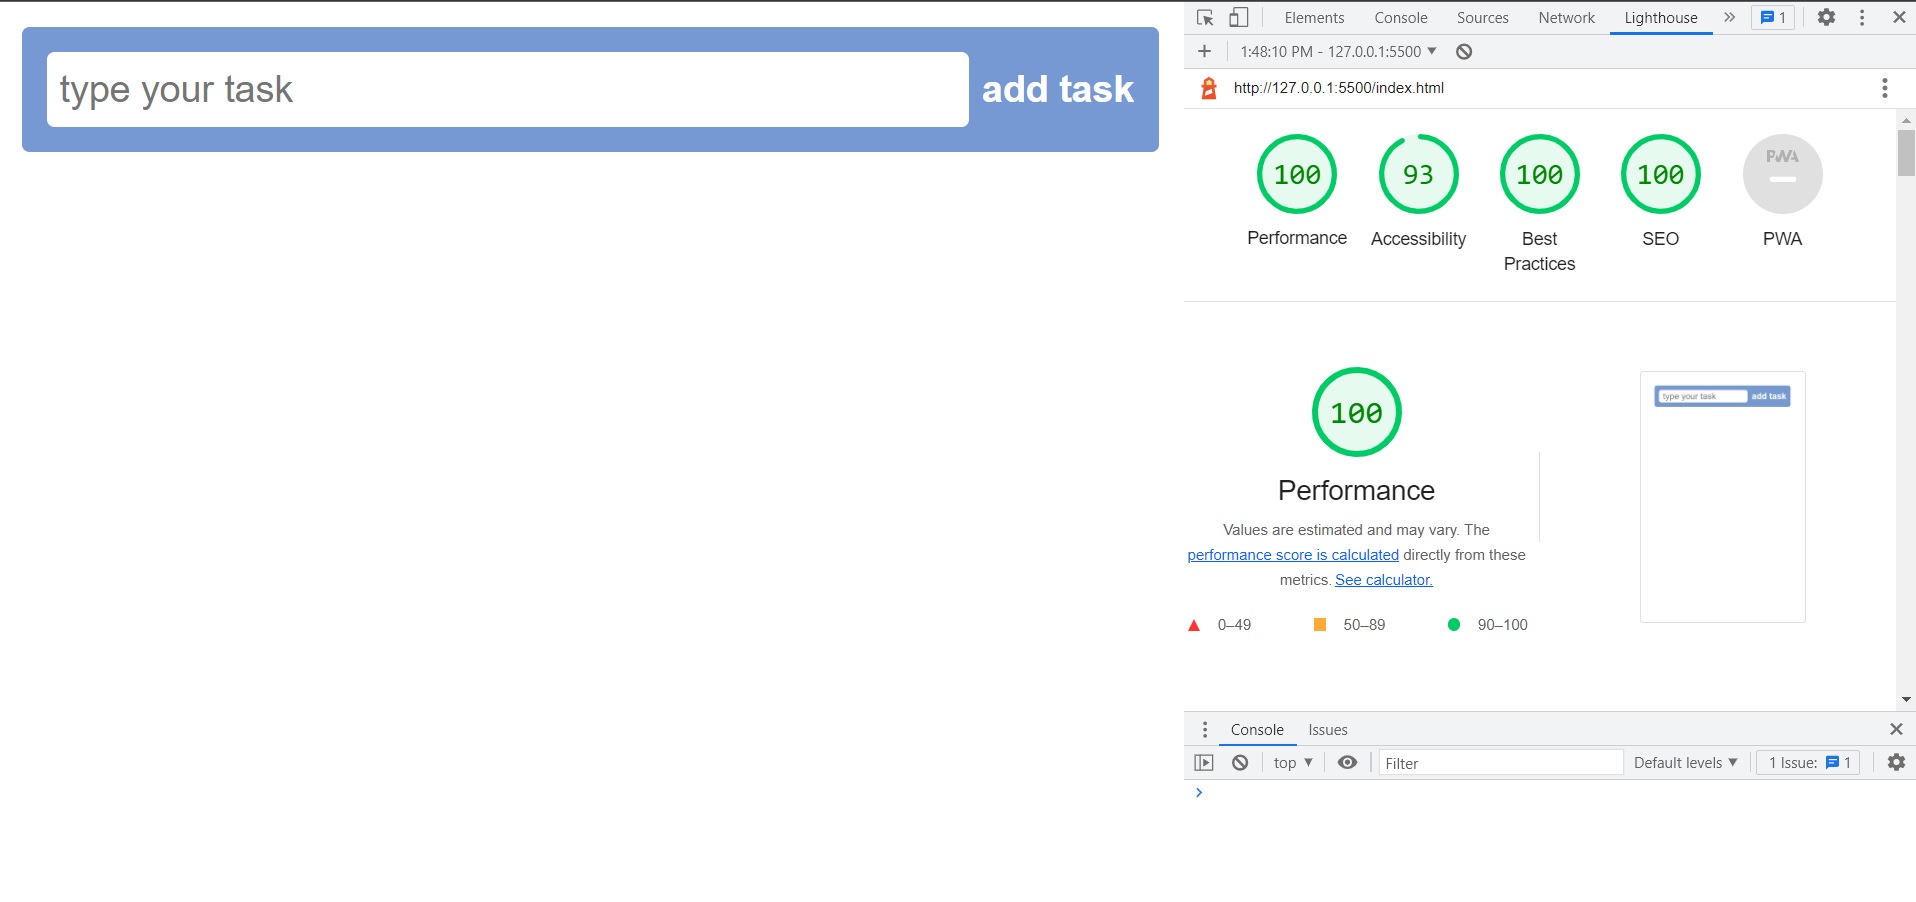 type your task
add task
Elements Console Sources Network Lighthouse 1
1:48:10 PM - 127.0.0.1:5500
http://127.0.0.1:5500/index.html
100 93 100 100 PWA
Performance Accessibility Best Practices SEO PWA
100
Performance
Values are estimated and may vary. The
performance score is calculated directly from these
metrics. See calculator.
0–49 50–89 90–100
type your task add task
Console Issues
top Filter Default levels 1 Issue: 1